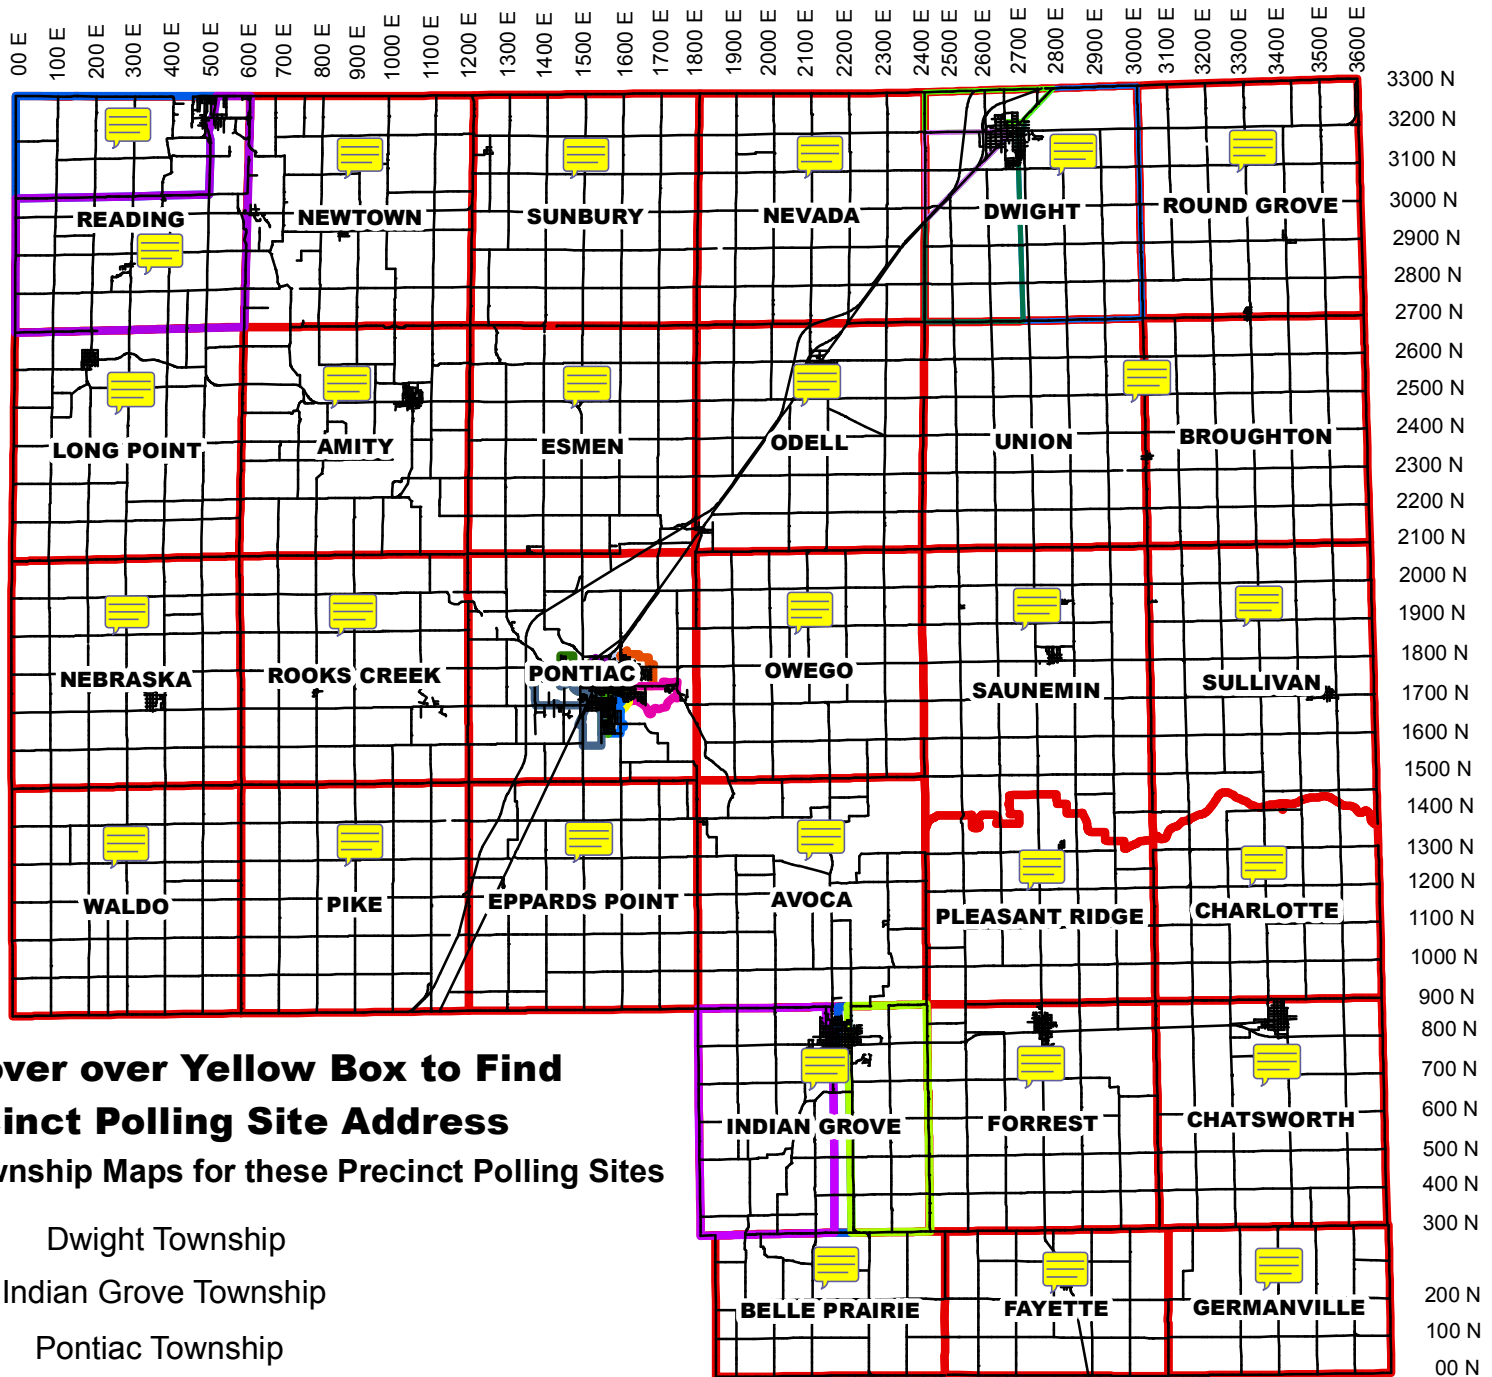 00 E 100 E 200 E 300 E 400 E 500 E 600 E 700 E 900 E 1000 E 1100 E 1200 E 1300 E 1400 E 1500 E 1600 E 1700 E 1900 E 2000 E 2200 E 2300 E 2400 E 2500 E 2600 E 2700 E 2800 E 2900 E 3000 E 3100 E 3200 E 3300 E 3400 E 3500 E 3600 E
3300 N
3200 N
3100 N
3000 N
READING NEWTOWN SUNBURY NEVADA DWIGHT ROUND GROVE
2900 N
2800 N
2700 N
2600 N
2500 N
2400 N
LONG POINT AMITY ESMEN ODELL UNION BROUGHTON
2300 N
2200 N
2100 N
2000 N
1900 N
1800 N
NEBRASKA ROOKS CREEK PONTIAC OWEGO SAUNEMIN SULLIVAN
1700 N
1600 N
1500 N
1400 N
1300 N
1200 N
WALDO PIKE EPPARDS POINT AVOCA PLEASANT RIDGE CHARLOTTE
1100 N
1000 N
900 N
800 N
over over Yellow Box to Find
700 N
inct Polling Site Address
600 N
INDIAN GROVE FORREST CHATSWORTH
500 N
wnship Maps for these Precinct Polling Sites
400 N
300 N
Dwight Township
Indian Grove Township
200 N
BELLE PRAIRIE FAYETTE GERMANVILLE
100 N
Pontiac Township
00 N